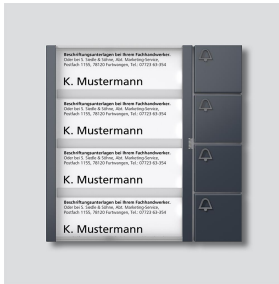 Beschriftungsunterlagen bei Ihrem Fachhandwerker.
Oder bei S. Siedle & Söhne, Abt. Marketing-Service,
Postfach 1155, 78120 Furtwangen, Tel.: 07723 63-354
K. Mustermann
Beschriftungsunterlagen bei Ihrem Fachhandwerker.
Oder bei S. Siedle & Söhne, Abt. Marketing-Service,
Postfach 1155, 78120 Furtwangen, Tel.: 07723 63-354
K. Mustermann
Beschriftungsunterlagen bei Ihrem Fachhandwerker.
Oder bei S. Siedle & Söhne, Abt. Marketing-Service,
Postfach 1155, 78120 Furtwangen, Tel.: 07723 63-354
K. Mustermann
Beschriftungsunterlagen bei Ihrem Fachhandwerker.
Oder bei S. Siedle & Söhne, Abt. Marketing-Service,
Postfach 1155, 78120 Furtwangen, Tel.: 07723 63-354
K. Mustermann